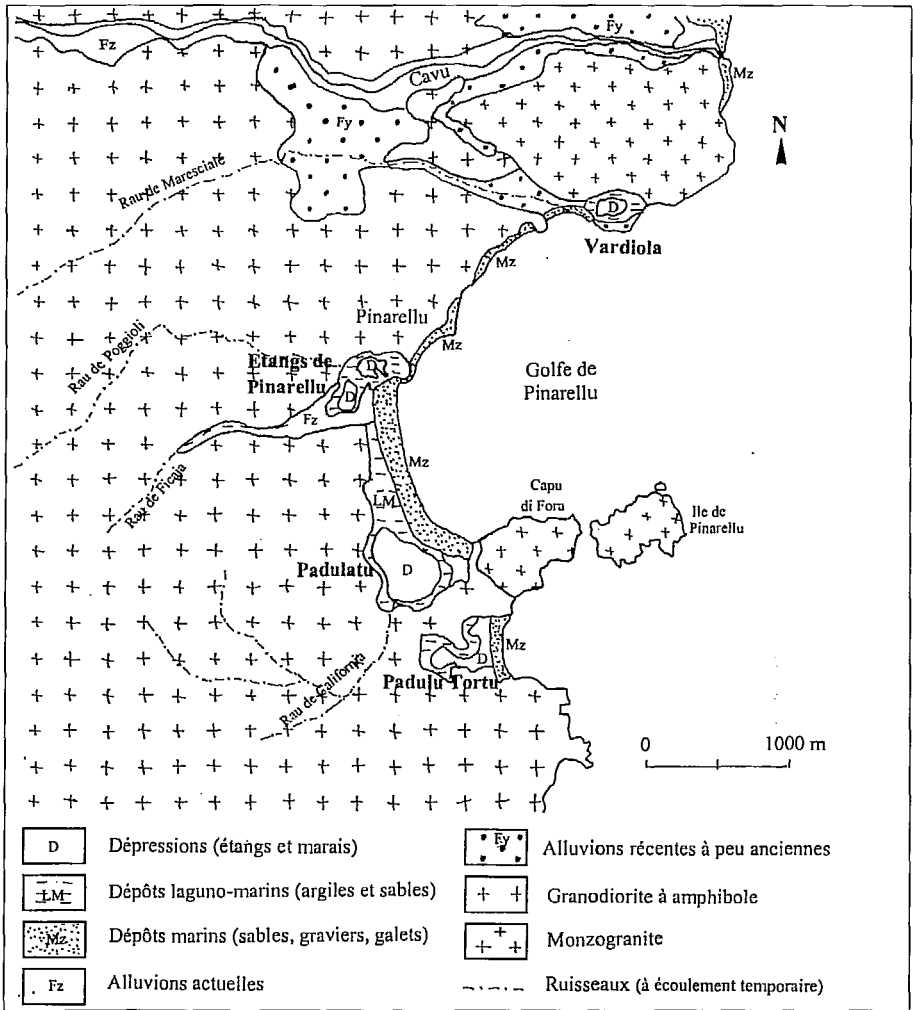 Fz
Fy
Cavu
Mz
Fy
N
Rau de Maresciale
D
Vardiola
Mz
Pinarellu
Mz
Rau de Poggioli
Etangs de
Pinarellu
D
D
Golfe de
Pinarellu
Fz
Mz
Rau de Ficaja
LM
Capu
di Fora
Ile de
Pinarellu
Padulatu
D
Mz
D
Padulu Tortu
Rau de California
0 1000 m
D Dépressions (étangs et marais)
LM Dépôts laguno-marins (argiles et sables)
Mz Dépôts marins (sables, graviers, galets)
Fz Alluvions actuelles
Fy Alluvions récentes à peu anciennes
Granodiorite à amphibole
Monzogranite
Ruisseaux (à écoulement temporaire)